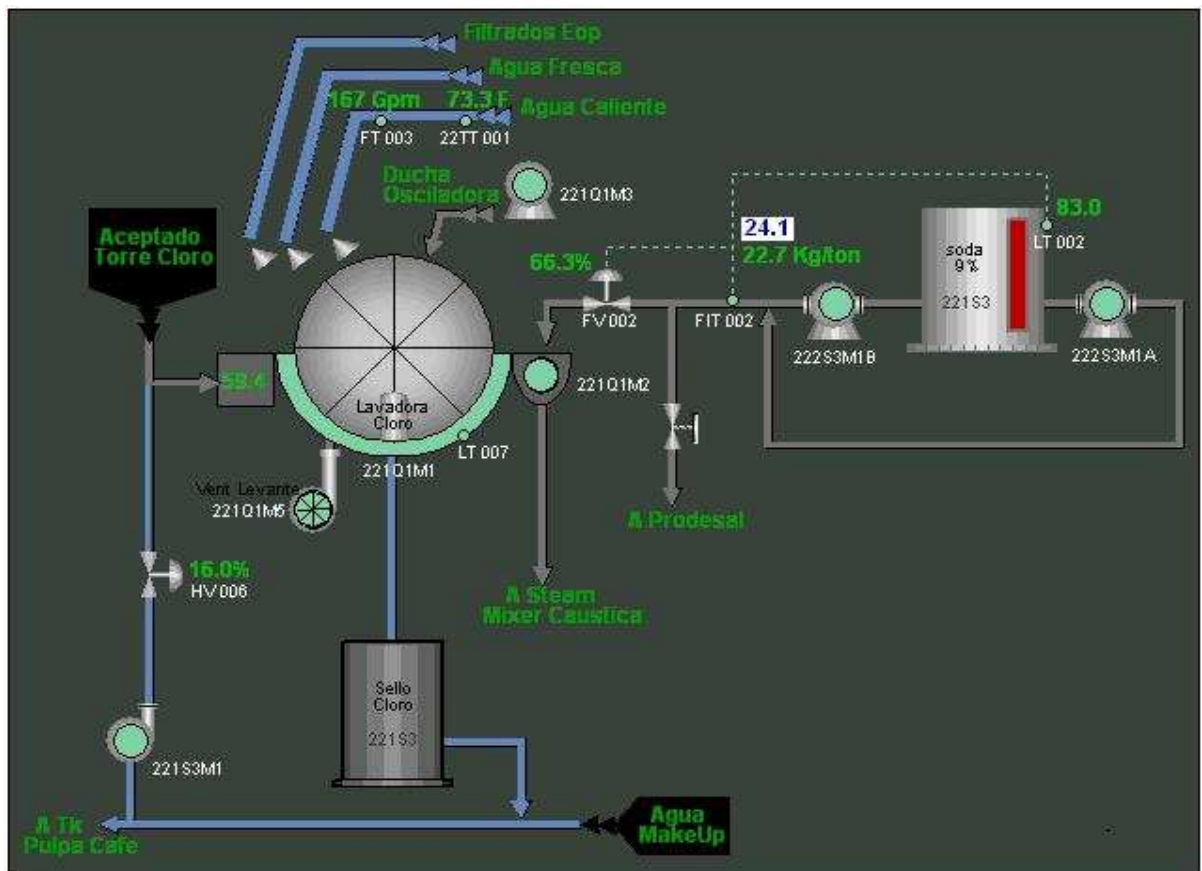 Filtrados Eop
Agua Fresca
167 Gpm
73.3 F
Agua Caliente
FT 003
22TT 001
Ducha
Osciladora
221Q1M3
Aceptado
Torre Cloro
83.0
LT 002
24.1
22.7 Kg/ton
66.3%
soda
9%
221S3
FV 002
FIT 002
222S3M1B
222S3M1A
59.4
221Q1M2
Lavadora
Cloro
LT 007
221Q1M1
Vent Levante
221Q1M5
A Prodesal
16.0%
HV 006
A Steam
Mixer Caustica
Sello
Cloro
221S3
221S3M1
A Tk
Pulpa Cafe
Agua
MakeUp